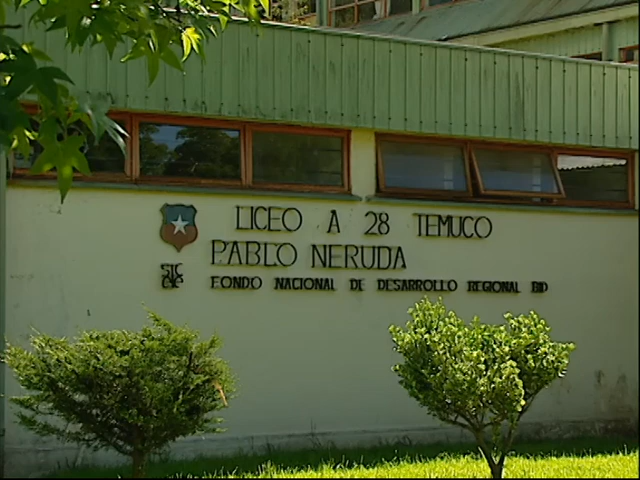 LICEO A 28 TEMUCO
PABLO NERUDA
FONDO NACIONAL DE DESARROLLO REGIONAL BID